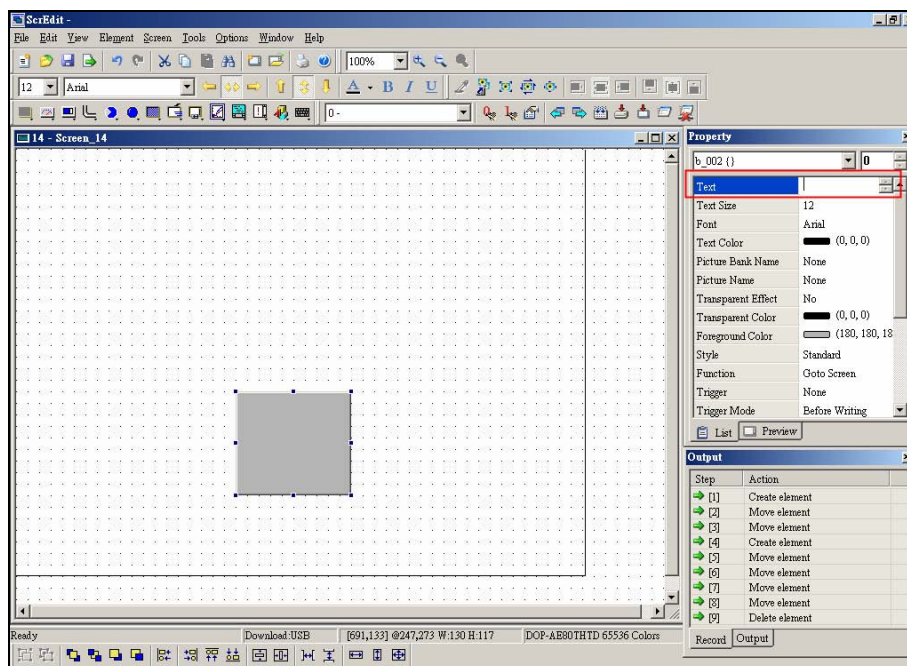 ScrEdit -
File Edit View Element Screen Tools Options Window Help
100%
12 Arial A B I U
0 -
14 - Screen_14
Property
b_002 {} 0
Text
Text Size 12
Font Arial
Text Color (0, 0, 0)
Picture Bank Name None
Picture Name None
Transparent Effect No
Transparent Color (0, 0, 0)
Foreground Color (180, 180, 18
Style Standard
Function Goto Screen
Trigger None
Trigger Mode Before Writing
List Preview
Output
Step Action
[1] Create element
[2] Move element
[3] Move element
[4] Create element
[5] Move element
[6] Move element
[7] Move element
[8] Move element
[9] Delete element
Record Output
Ready Download:USB [691,133] @247,273 W:130 H:117 DOP-AE80THTD 65536 Colors